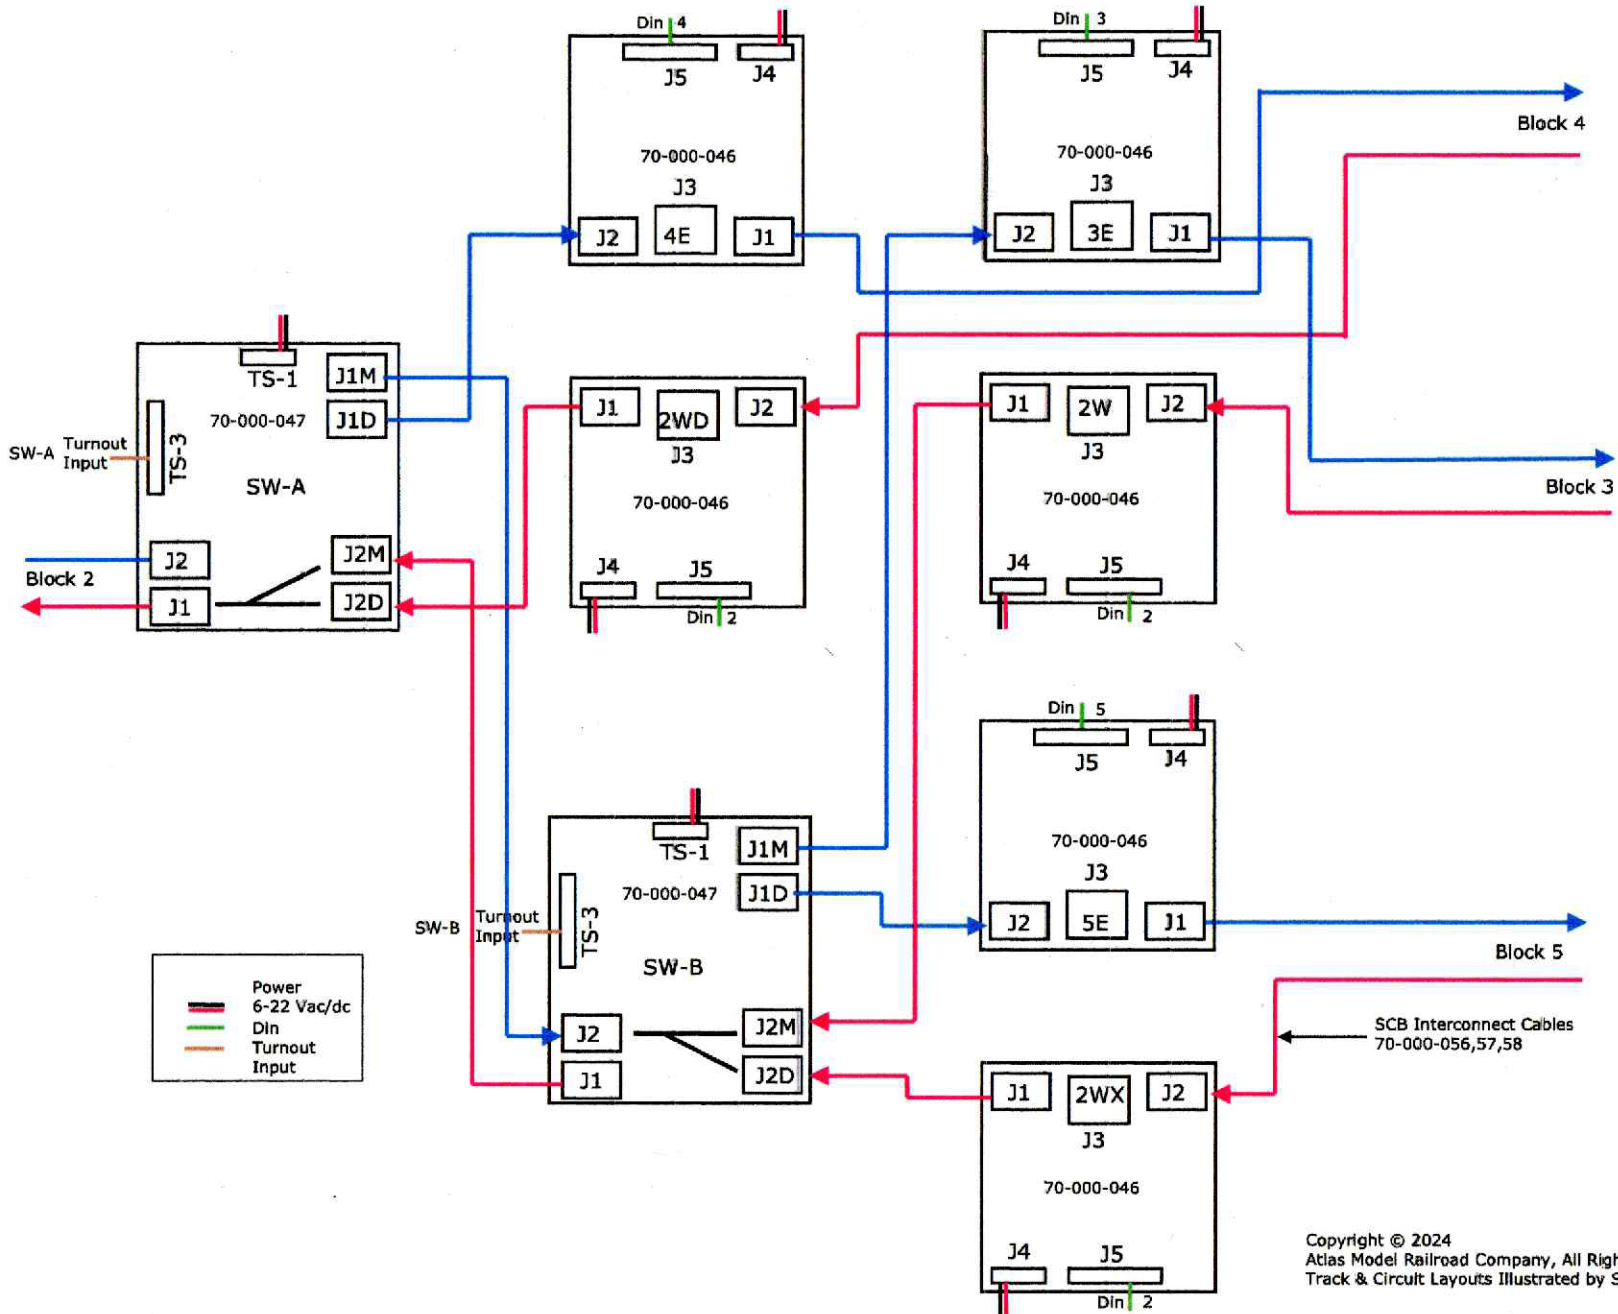 Din 4
J5
J4
70-000-046
J3
J2
4E
J1
Din 3
J5
J4
70-000-046
J3
J2
3E
J1
Block 4
TS-1
J1M
70-000-047
J1D
SW-A
Turnout
Input
TS-3
SW-A
J2
J2M
Block 2
J1
J2D
J1
2WD
J2
J3
70-000-046
J4
J5
Din 2
J1
2W
J2
J3
70-000-046
J4
J5
Din 2
Block 3
TS-1
J1M
70-000-047
J1D
SW-B
Turnout
Input
TS-3
SW-B
J2
J2M
J1
J2D
Din 5
J5
J4
70-000-046
J3
J2
5E
J1
Block 5
SCB Interconnect Cables
70-000-056,57,58
J1
2WX
J2
J3
70-000-046
J4
J5
Din 2
Power
6-22 Vac/dc
Din
Turnout
Input
Copyright © 2024
Atlas Model Railroad Company, All Righ
Track & Circuit Layouts Illustrated by S